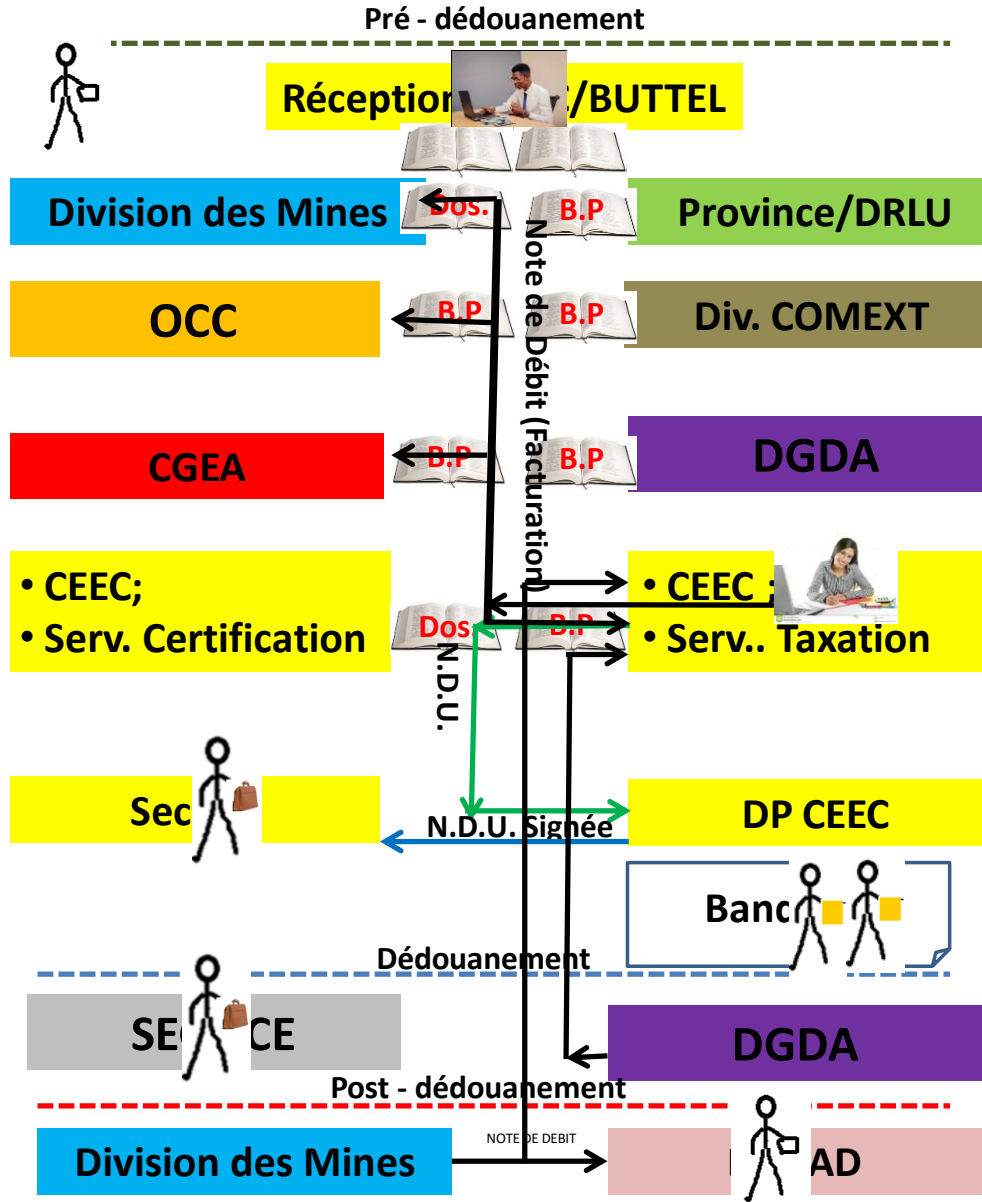 Pré - dédouanement
Réception /BUTTEL
Division des Mines
Dos.
B.P
Province/DRLU
OCC
B.P
B.P
Div. COMEXT
Note de Débit (Facturation)
CGEA
B.P
B.P
DGDA
• CEEC;
• Serv. Certification
Dos.
B.P
• CEEC ;
• Serv.. Taxation
N.D.U.
Sec
N.D.U. Signée
DP CEEC
Banq
Dédouanement
SE CE
DGDA
Post - dédouanement
Division des Mines
NOTE DE DEBIT
AD